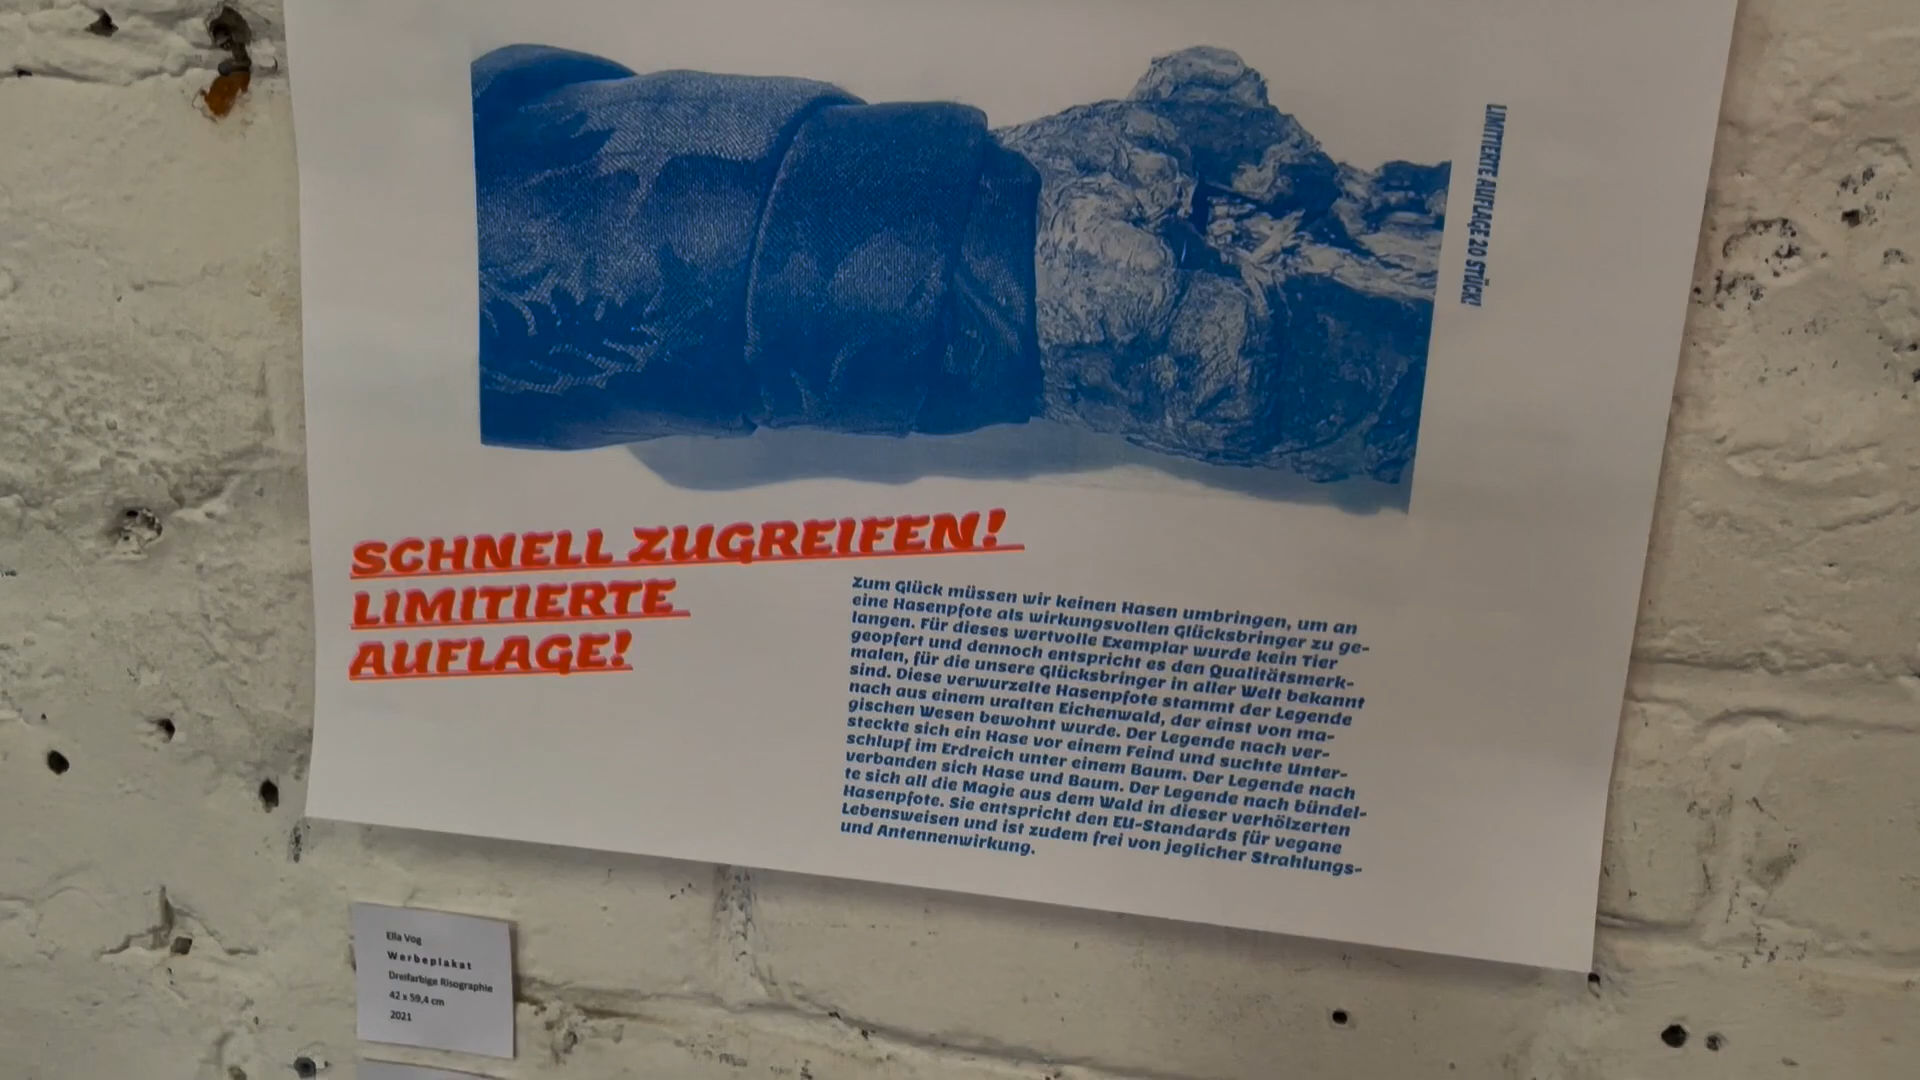 LIMITIERTE AUFLAGE 20 STÜCK!
SCHNELL ZUGREIFEN!
LIMITIERTE
AUFLAGE!
Zum Glück müssen wir keinen Hasen umbringen, um an
eine Hasenpfote als wirkungsvollen Glücksbringer zu ge-
langen. Für dieses wertvolle Exemplar wurde kein Tier
geopfert und dennoch entspricht es den Qualitätsmerk-
malen, für die unsere Glücksbringer in aller Welt bekannt
sind. Diese verwurzelte Hasenpfote stammt der Legende
nach aus einem uralten Eichenwald, der einst von ma-
gischen Wesen bewohnt wurde. Der Legende nach ver-
steckte sich ein Hase vor einem Feind und suchte Unter-
schlupf im Erdreich unter einem Baum. Der Legende nach
verbanden sich Hase und Baum. Der Legende nach bündel-
te sich all die Magie aus dem Wald in dieser verhölzerten
Hasenpfote. Sie entspricht den EU-Standards für vegane
Lebensweisen und ist zudem frei von jeglicher Strahlungs-
und Antennenwirkung.
Ella Vog
Werbeplakat
Dreifarbige Risographie
42 x 59,4 cm
2021